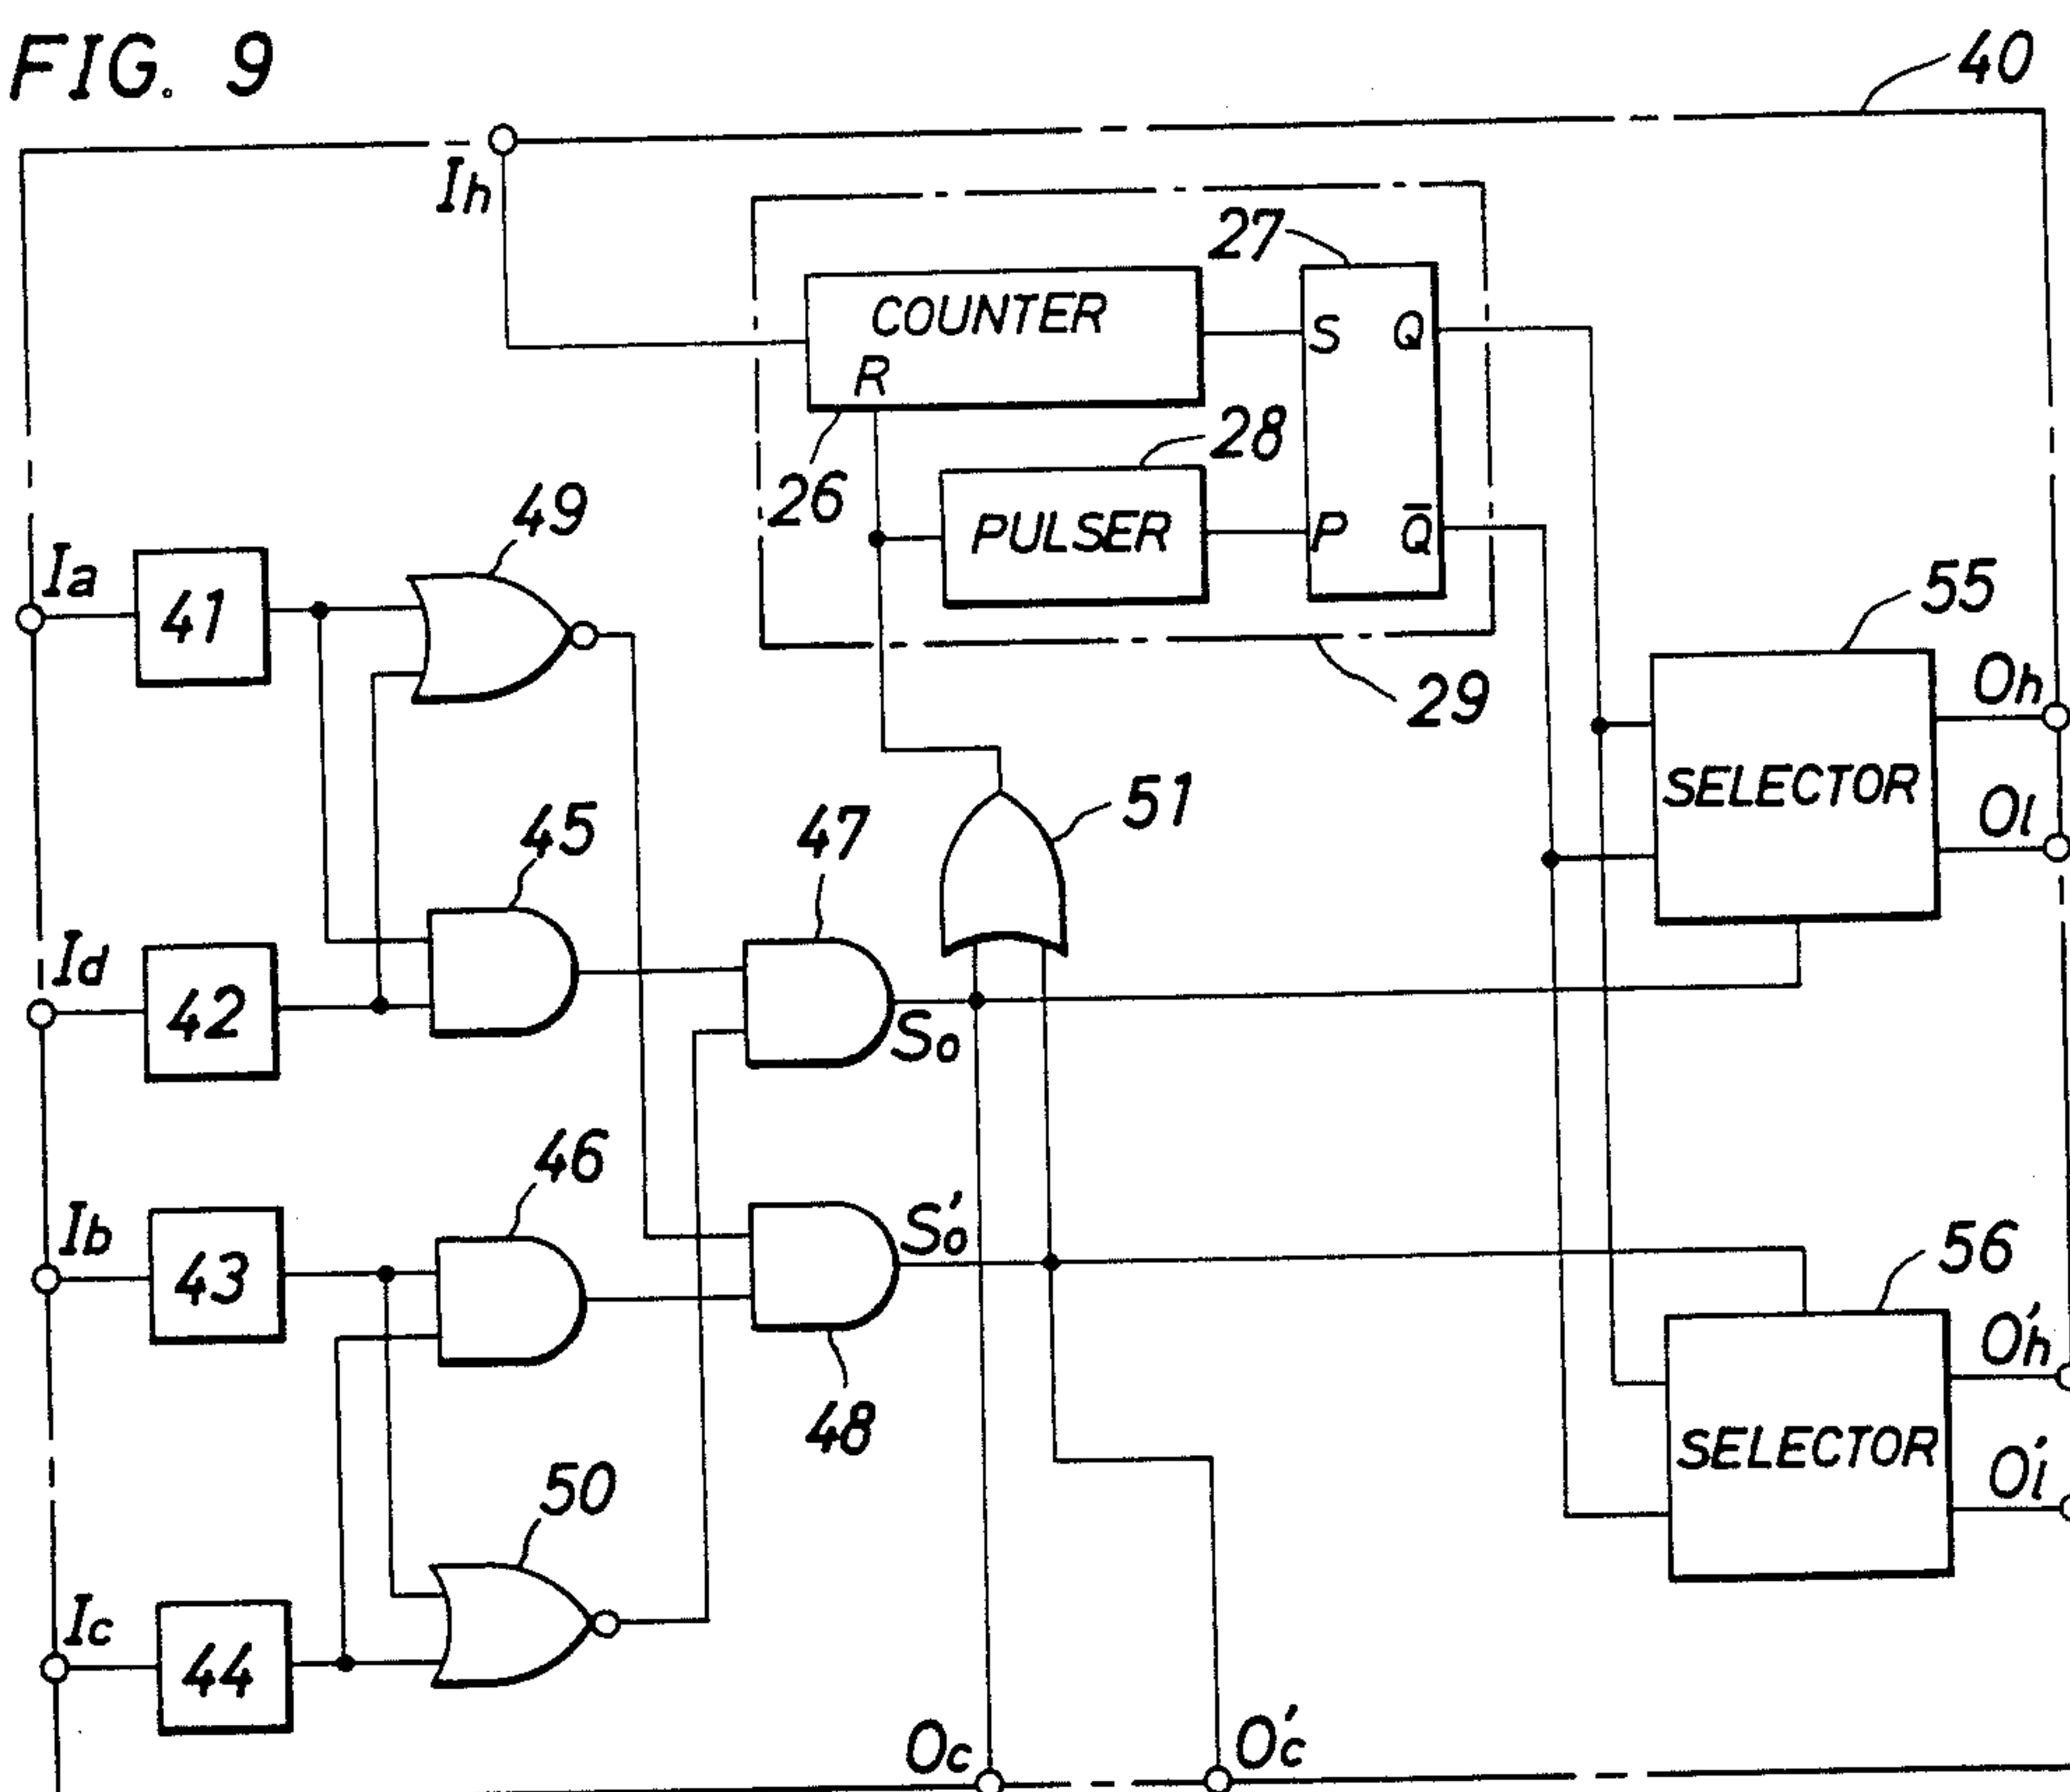 FIG. 9
40
Ih
27
COUNTER
S Q
R
28
26
PULSER
P Q̅
49
Ia
41
29
55
Oh
SELECTOR
Ol
51
45
47
Id
42
So
46
S'o
Ib
43
56
O'h
48
SELECTOR
O'l
50
Ic
44
Oc
O'c